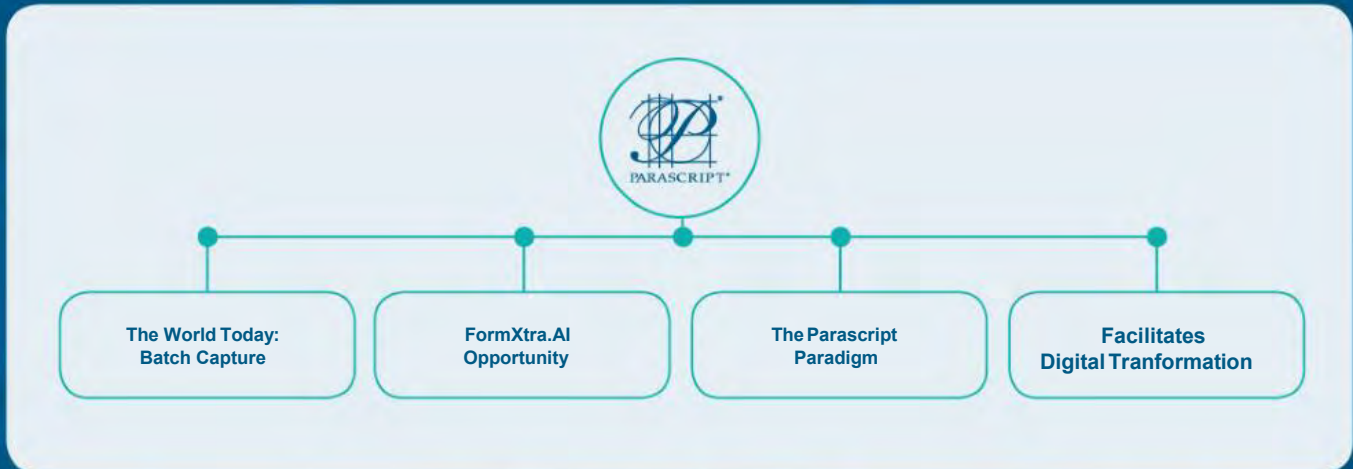 PARASCRIPT®
The World Today:
Batch Capture
FormXtra.AI
Opportunity
The Parascript
Paradigm
Facilitates
Digital Tranformation